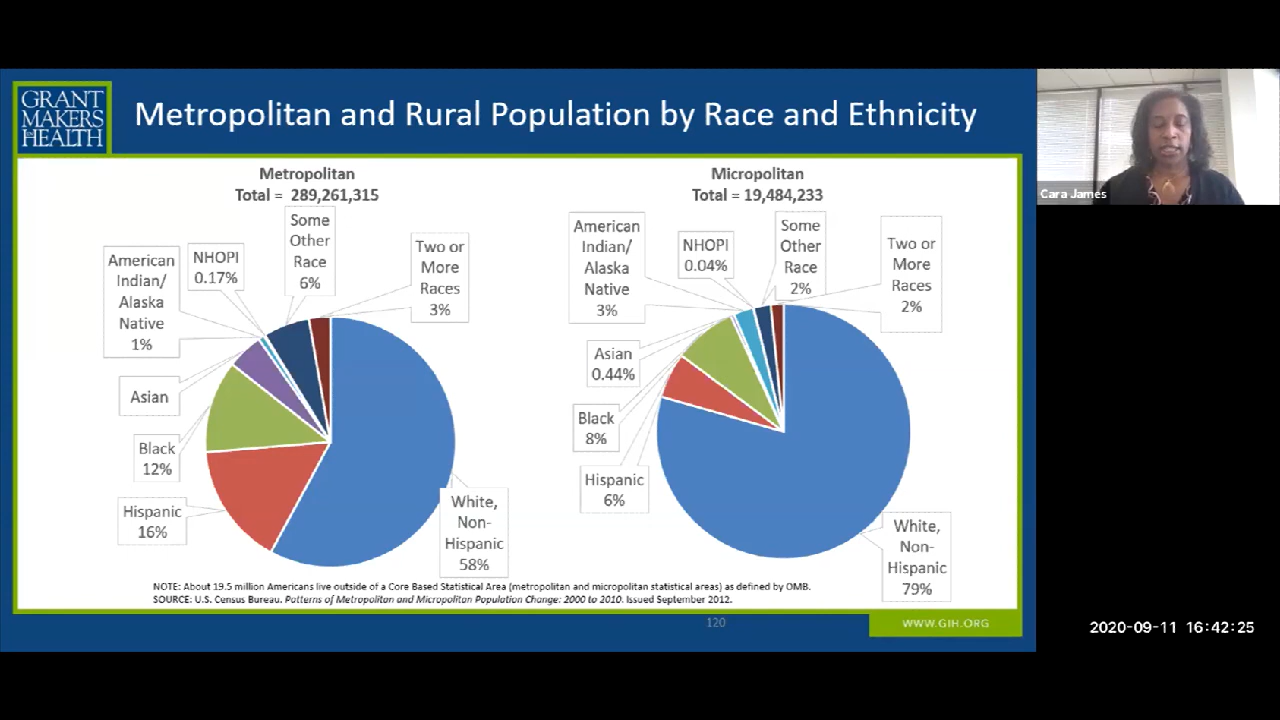 GRANT
MAKERS
IN
HEALTH
Metropolitan and Rural Population by Race and Ethnicity
Cara James
Metropolitan
Total = 289,261,315
American
Indian/
Alaska
Native
1%
NHOPI
0.17%
Some
Other
Race
6%
Two or
More
Races
3%
Asian
Black
12%
Hispanic
16%
White,
Non-
Hispanic
58%
Micropolitan
Total = 19,484,233
American
Indian/
Alaska
Native
3%
NHOPI
0.04%
Some
Other
Race
2%
Two or
More
Races
2%
Asian
0.44%
Black
8%
Hispanic
6%
White,
Non-
Hispanic
79%
NOTE: About 19.5 million Americans live outside of a Core Based Statistical Area (metropolitan and micropolitan statistical areas) as defined by OMB.
SOURCE: U.S. Census Bureau. Patterns of Metropolitan and Micropolitan Population Change: 2000 to 2010. Issued September 2012.
120
WWW.GIH.ORG
2020-09-11 16:42:25